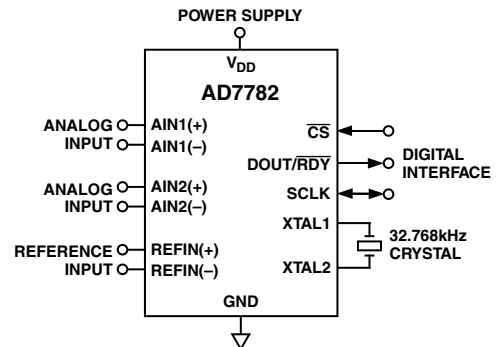 POWER SUPPLY
VDD
AD7782
ANALOG
INPUT
AIN1(+)
AIN1(–)
ANALOG
INPUT
AIN2(+)
AIN2(–)
REFERENCE
INPUT
REFIN(+)
REFIN(–)
CS
DOUT/RDY
SCLK
DIGITAL
INTERFACE
XTAL1
XTAL2
32.768kHz
CRYSTAL
GND